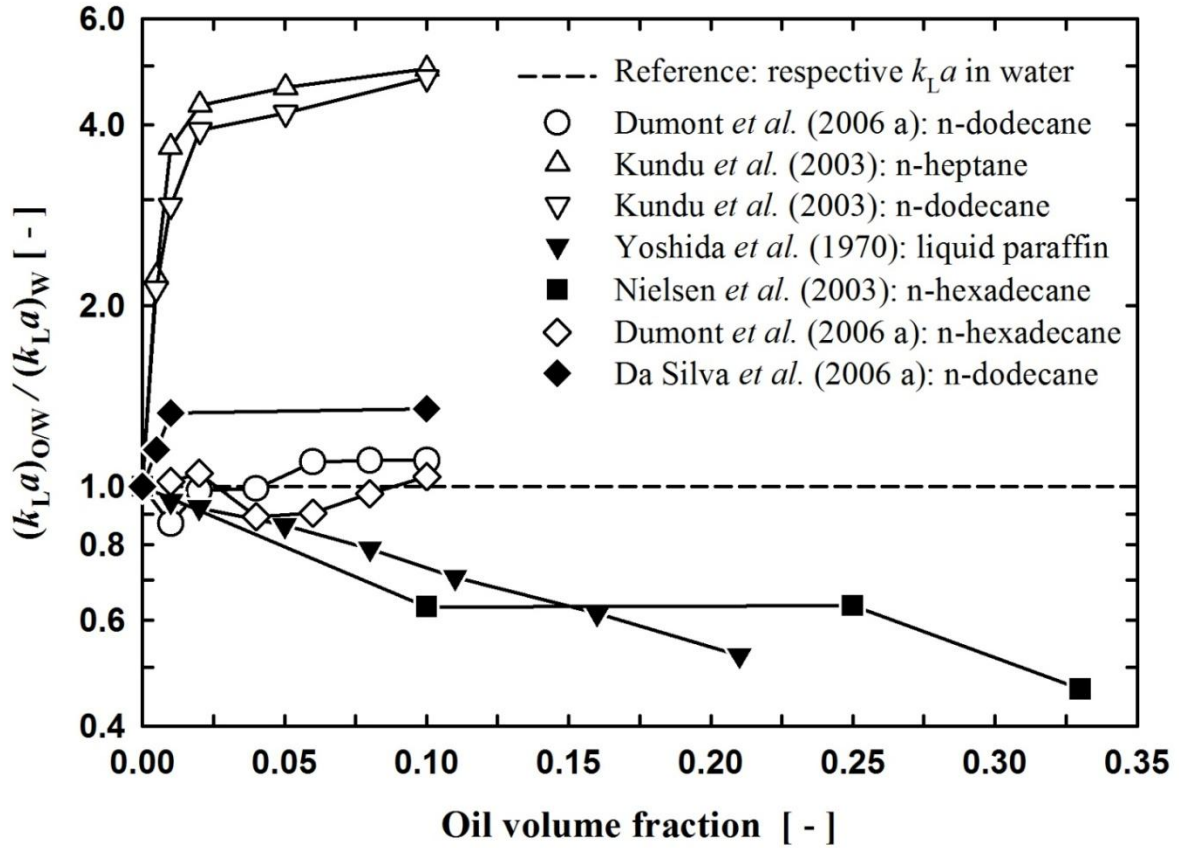 6.0
4.0
2.0
1.0
0.8
0.6
0.4
(kLa)O/W / (kLa)W [ - ]
Reference: respective kLa in water
Dumont et al. (2006 a): n-dodecane
Kundu et al. (2003): n-heptane
Kundu et al. (2003): n-dodecane
Yoshida et al. (1970): liquid paraffin
Nielsen et al. (2003): n-hexadecane
Dumont et al. (2006 a): n-hexadecane
Da Silva et al. (2006 a): n-dodecane
0.00 0.05 0.10 0.15 0.20 0.25 0.30 0.35
Oil volume fraction [ - ]